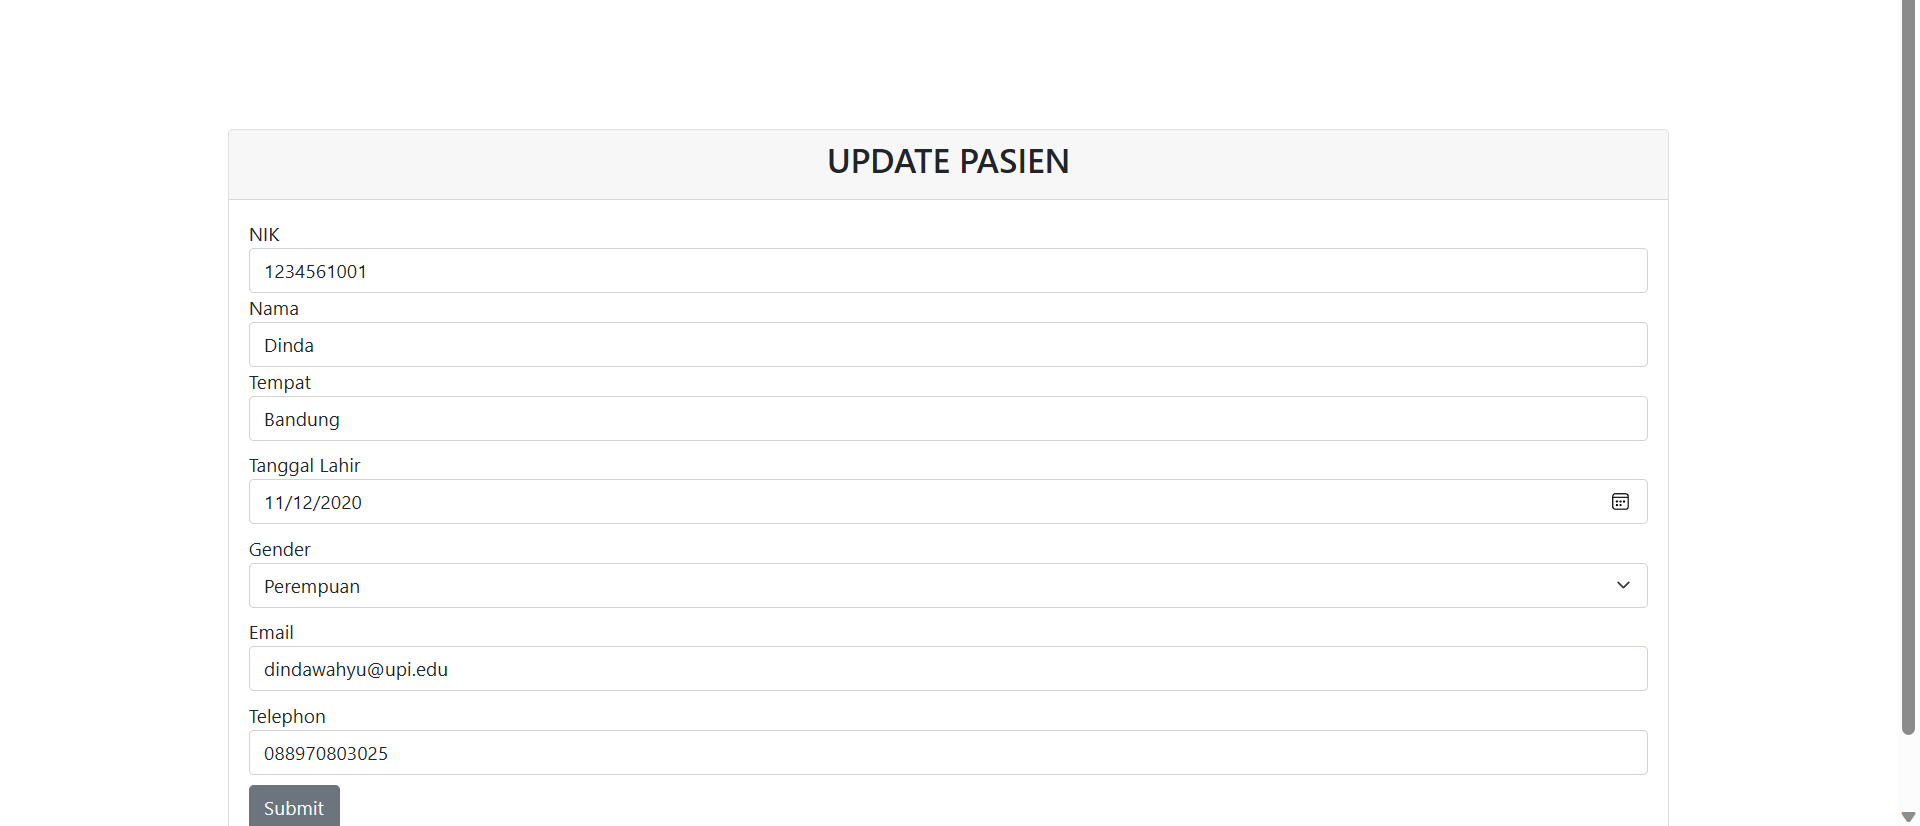 UPDATE PASIEN
NIK
1234561001
Nama
Dinda
Tempat
Bandung
Tanggal Lahir
11/12/2020
Gender
Perempuan
Email
dindawahyu@upi.edu
Telephon
088970803025
Submit